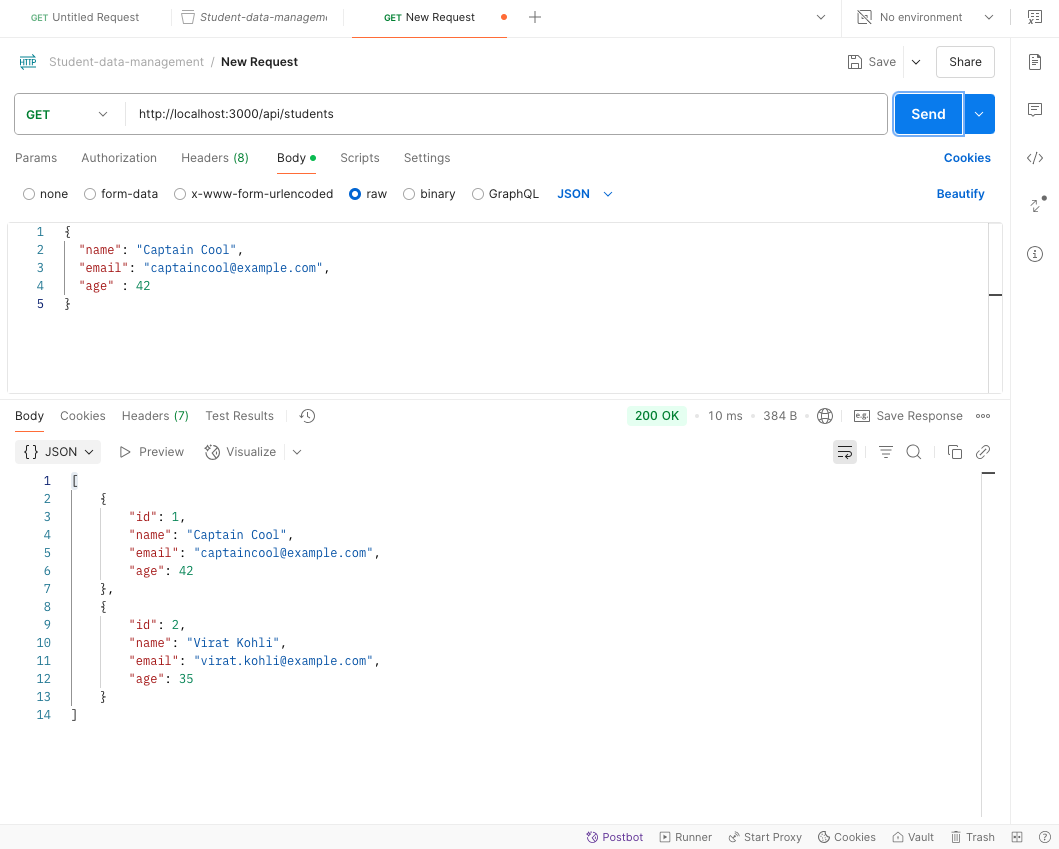 GET Untitled Request
Student-data-managem
GET New Request
No environment
HTTP Student-data-management / New Request
Save
Share
GET
http://localhost:3000/api/students
Send
Params Authorization Headers (8) Body Scripts Settings
Cookies
none form-data x-www-form-urlencoded raw binary GraphQL JSON
Beautify
1 {
2 "name": "Captain Cool",
3 "email": "captaincool@example.com",
4 "age" : 42
5 }
Body Cookies Headers (7) Test Results
200 OK • 10 ms • 384 B
e.g. Save Response
{} JSON Preview Visualize
1 [
2 {
3 "id": 1,
4 "name": "Captain Cool",
5 "email": "captaincool@example.com",
6 "age": 42
7 },
8 {
9 "id": 2,
10 "name": "Virat Kohli",
11 "email": "virat.kohli@example.com",
12 "age": 35
13 }
14 ]
Postbot Runner Start Proxy Cookies Vault Trash